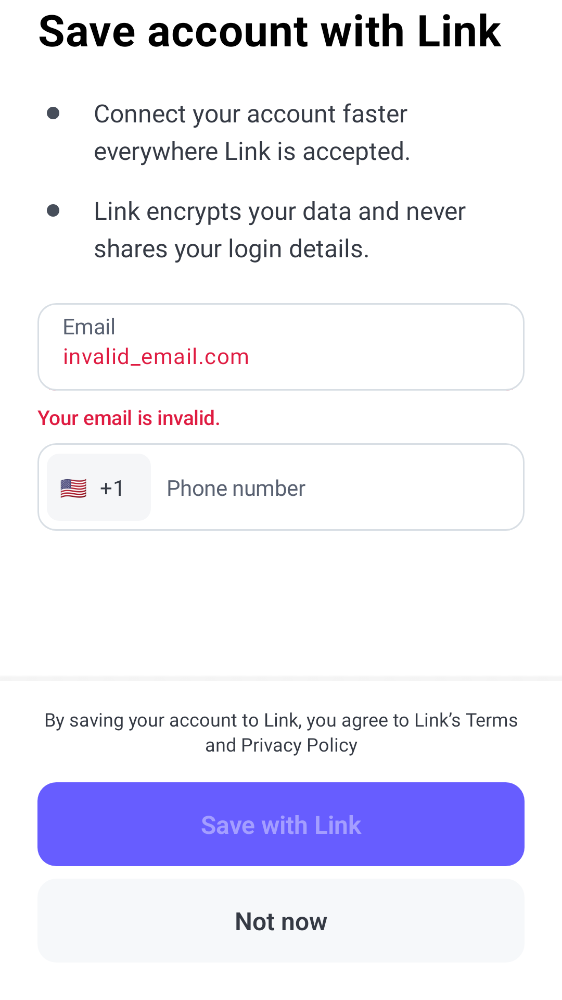 Save account with Link
Connect your account faster
everywhere Link is accepted.
Link encrypts your data and never
shares your login details.
Email
invalid_email.com
Your email is invalid.
+1 Phone number
By saving your account to Link, you agree to Link’s Terms
and Privacy Policy
Save with Link
Not now